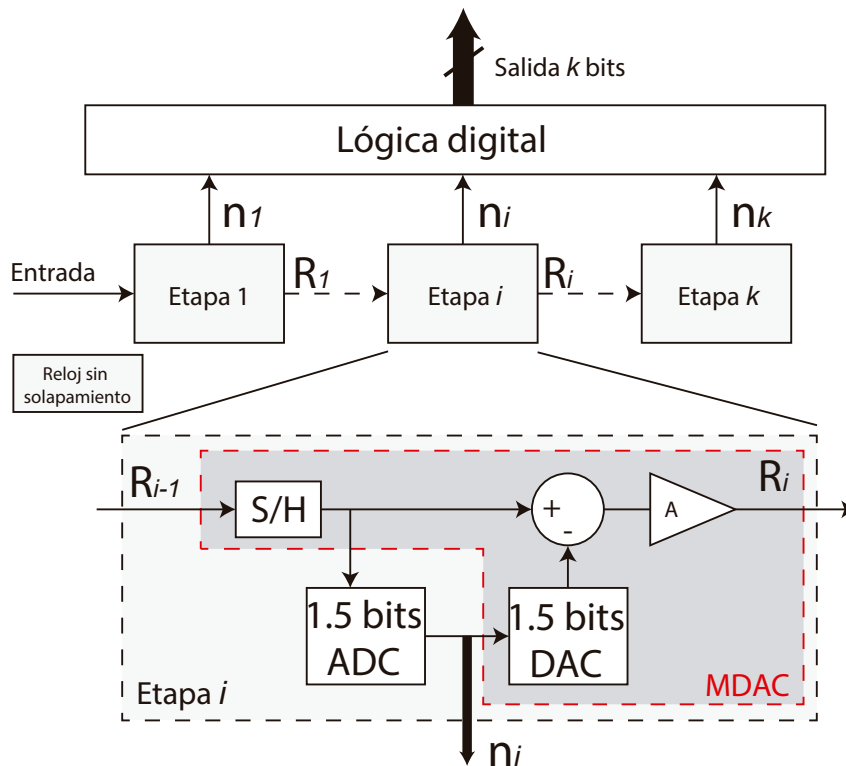 Salida k bits
Lógica digital
n1
ni
nk
Entrada
Etapa 1
R1
Etapa i
Ri
Etapa k
Reloj sin
solapamiento
Ri-1
S/H
+
-
A
Ri
1.5 bits
ADC
1.5 bits
DAC
MDAC
Etapa i
ni